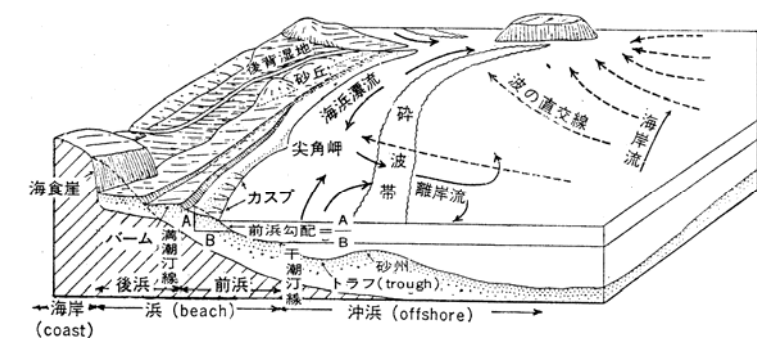 後背湿地
砂丘
海浜漂流
砕波帯
波の直交線
海岸流
尖角岬
離岸流
海食崖
カスプ
A
B
前浜勾配=A/B
バーム
満潮汀線
干潮汀線
砂州
トラフ(trough)
後浜
前浜
海岸
(coast)
浜 (beach)
沖浜 (offshore)